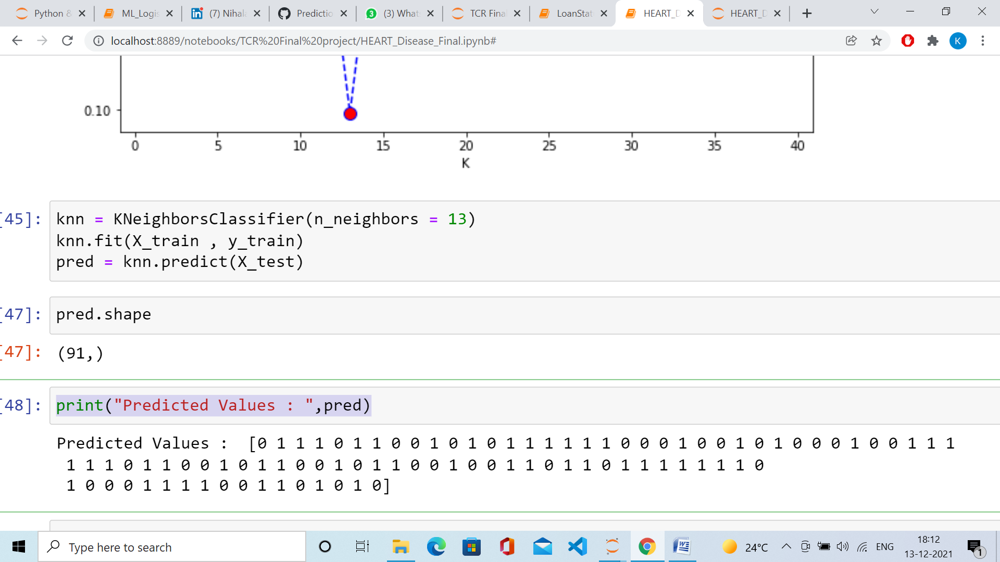 Python &
ML_Logis
(7) Nihala
Predictio
3 (3) Whats
TCR Final
LoanStat
HEART_D
HEART_D
localhost:8889/notebooks/TCR%20Final%20project/HEART_Disease_Final.ipynb#
K
0.10
0 5 10 15 20 25 30 35 40
K
[45]: knn = KNeighborsClassifier(n_neighbors = 13)
knn.fit(X_train , y_train)
pred = knn.predict(X_test)
[47]: pred.shape
[47]: (91,)
[48]: print("Predicted Values : ",pred)
Predicted Values :  [0 1 1 1 0 1 1 0 0 1 0 1 0 1 1 1 1 1 1 0 0 0 1 0 0 1 0 1 0 0 0 1 0 0 1 1 1
1 1 1 0 1 1 0 0 1 0 1 1 0 0 1 0 1 1 0 0 1 0 0 1 1 0 1 1 0 1 1 1 1 1 1 1 0
1 0 0 0 1 1 1 1 0 0 1 1 0 1 0 1 0]
Type here to search
24°C
ENG
18:12
13-12-2021
1